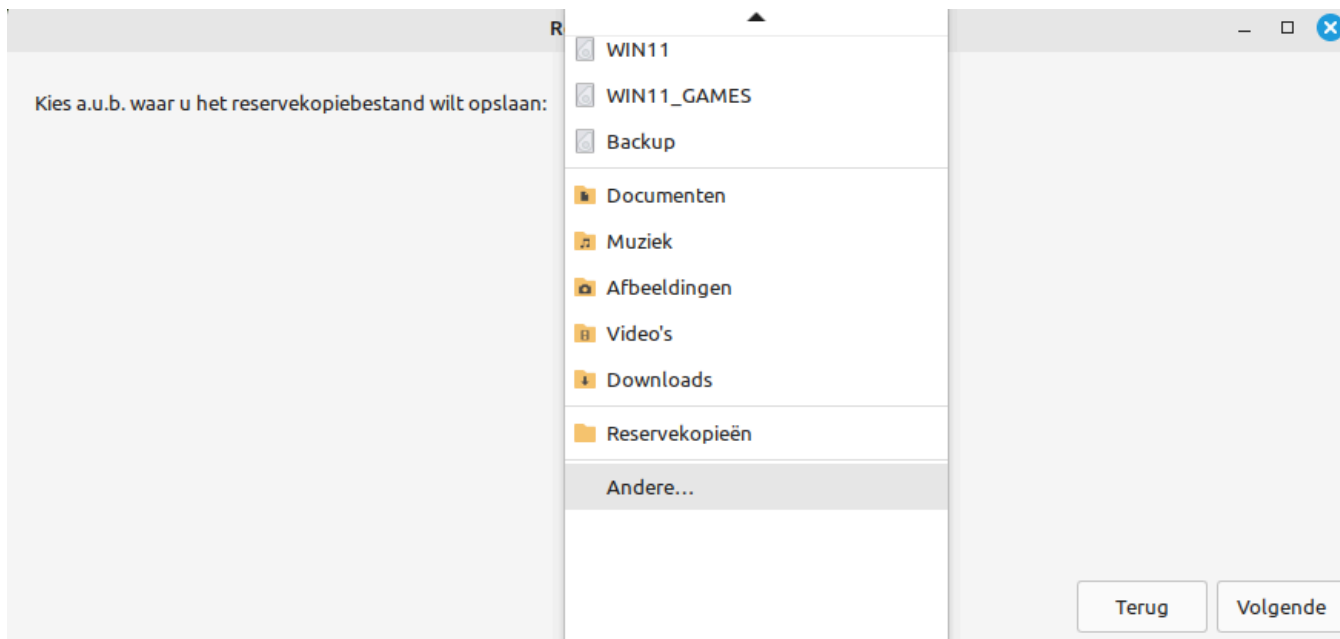 R
WIN11
Kies a.u.b. waar u het reservekopiebestand wilt opslaan:
WIN11_GAMES
Backup
Documenten
Muziek
Afbeeldingen
Video's
Downloads
Reservekopieën
Andere...
Terug
Volgende